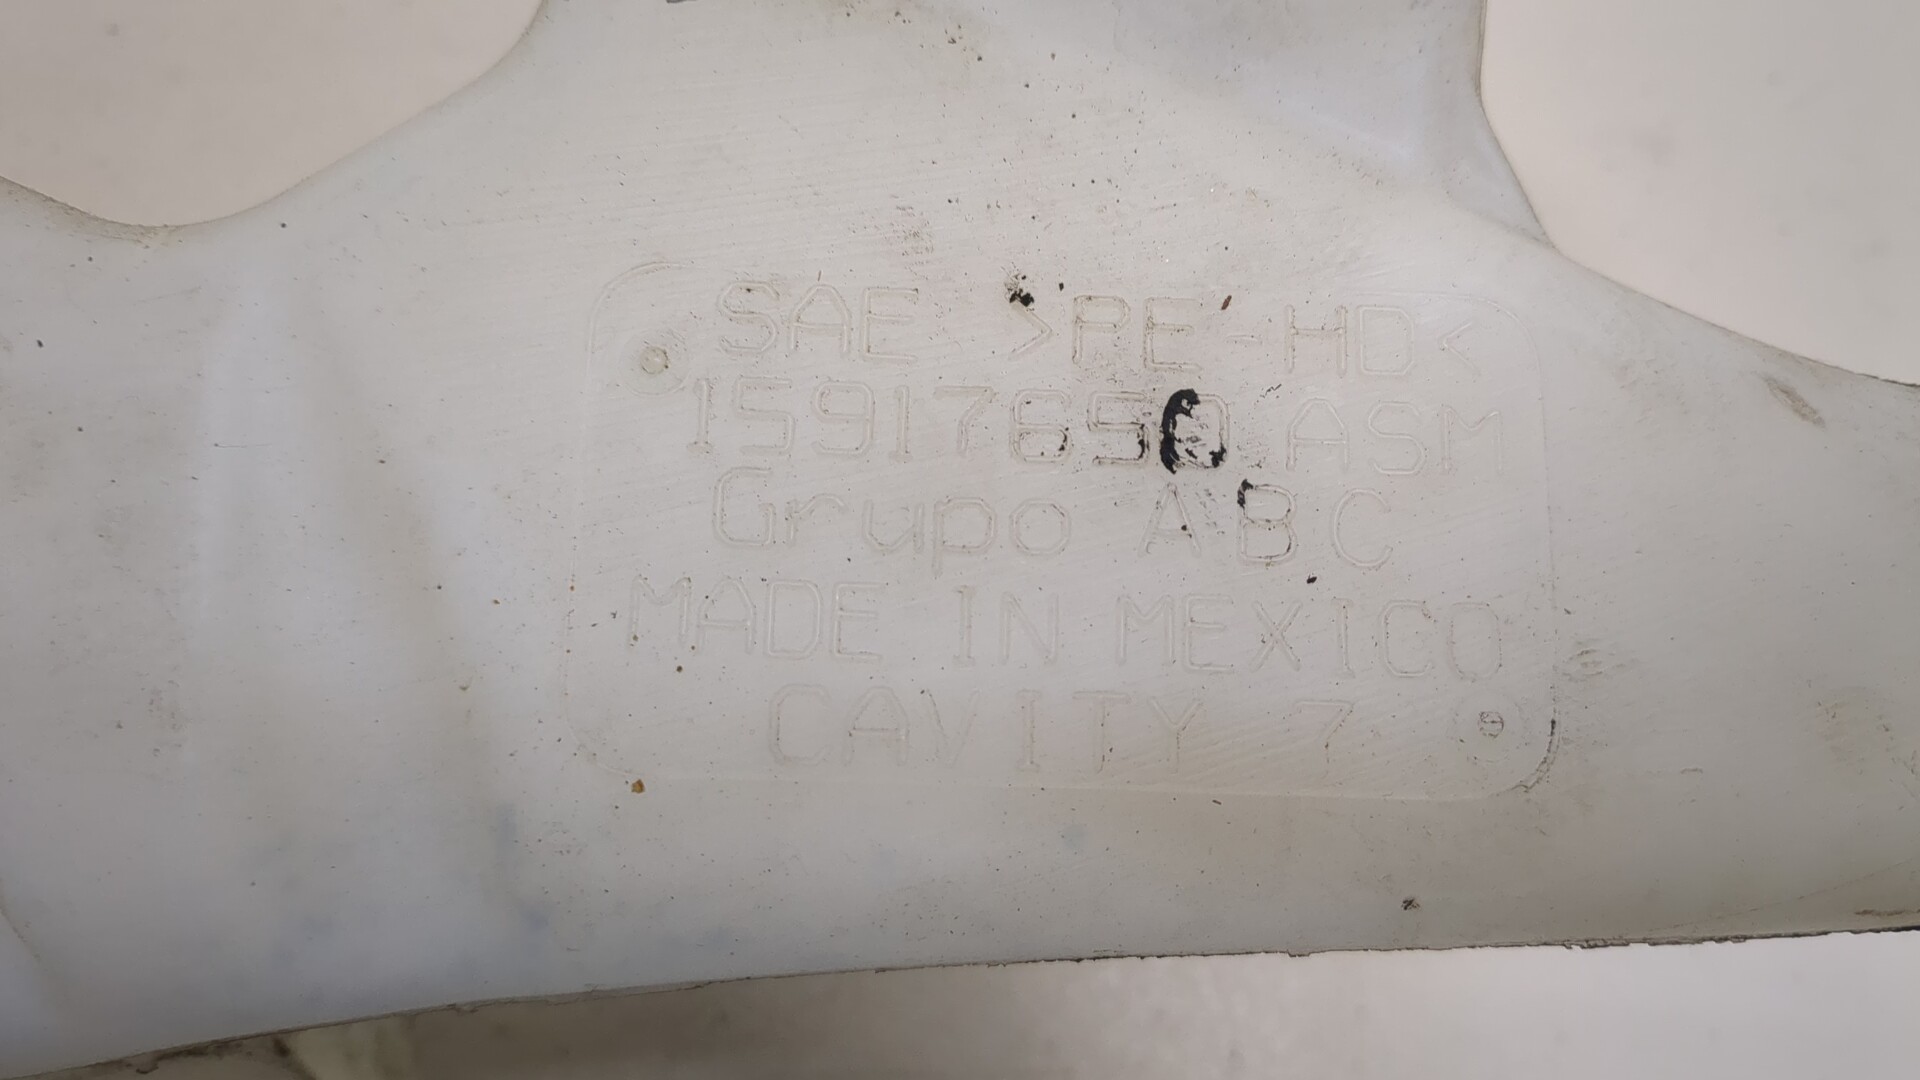 SAE >PE-HD<
15917650 ASM
Grupo ABC
MADE IN MEXICO
CAVITY 7